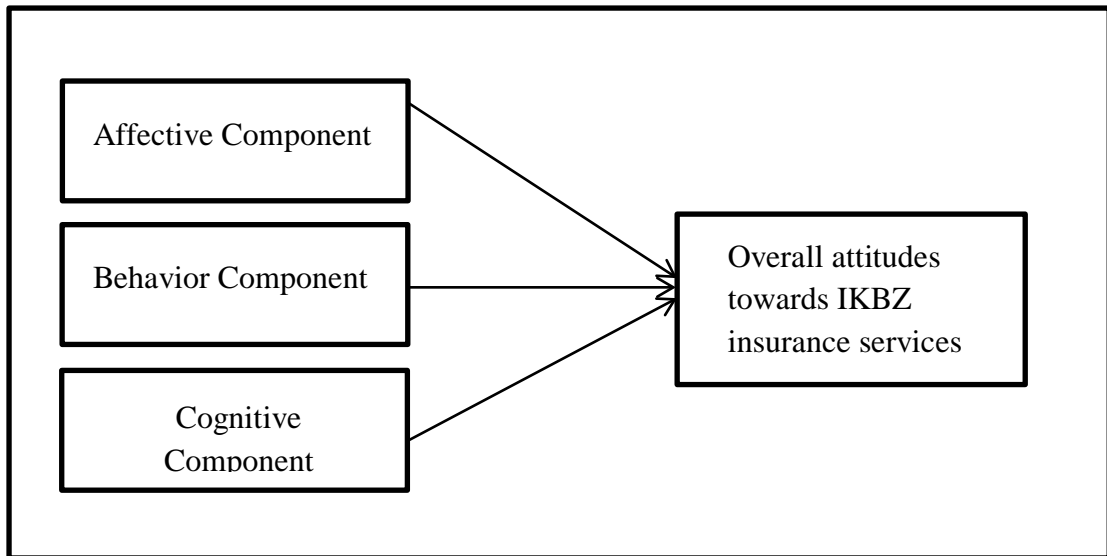 Affective Component
Behavior Component
Cognitive
Component
Overall attitudes
towards IKBZ
insurance services